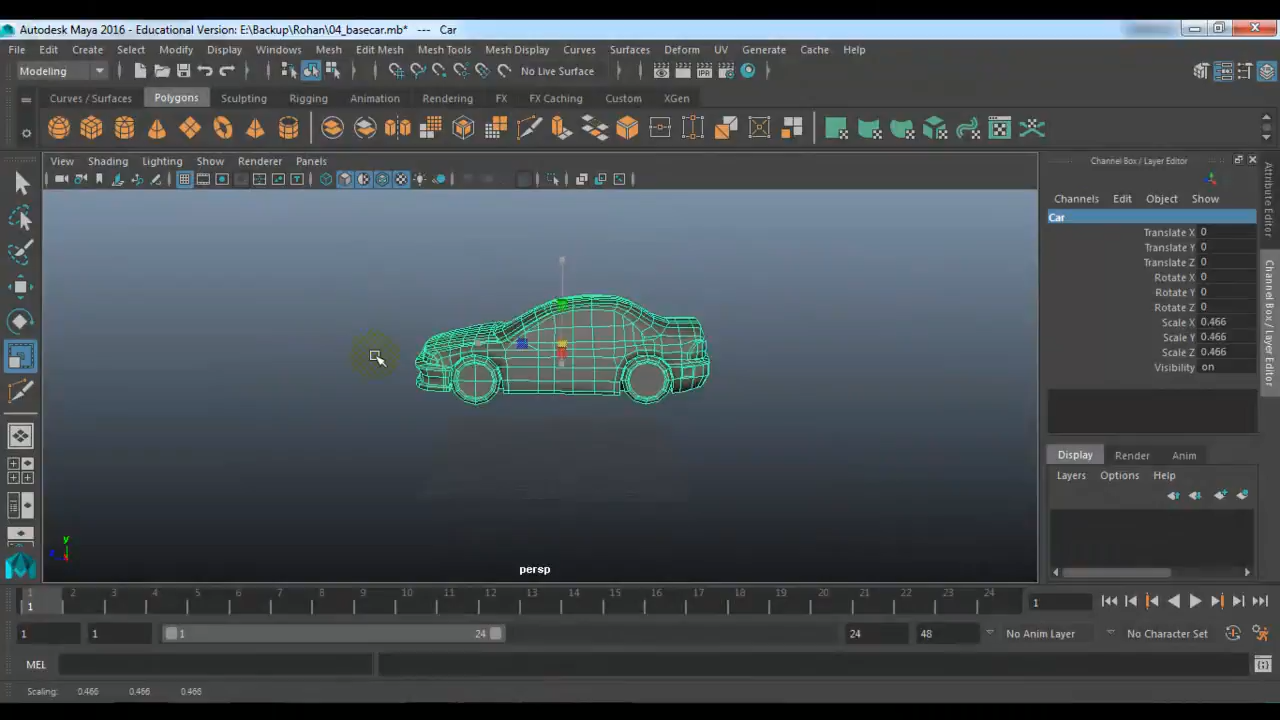 Autodesk Maya 2016 - Educational Version: E:\Backup\Rohan\04_basecar.mb*   ---   Car
File Edit Create Select Modify Display Windows Mesh Edit Mesh Mesh Tools Mesh Display Curves Surfaces Deform UV Generate Cache Help
Modeling No Live Surface
Curves / Surfaces Polygons Sculpting Rigging Animation Rendering FX FX Caching Custom XGen
View Shading Lighting Show Renderer Panels
Channel Box / Layer Editor
Channels Edit Object Show
Car
Translate X 0
Translate Y 0
Translate Z 0
Rotate X 0
Rotate Y 0
Rotate Z 0
Scale X 0.466
Scale Y 0.466
Scale Z 0.466
Visibility on
Attribute Editor
Channel Box / Layer Editor
Display Render Anim
Layers Options Help
y
persp
1 2 3 4 5 6 7 8 9 10 11 12 13 14 15 16 17 18 19 20 21 22 23 24
1 1
1 1 1 24 24 48 No Anim Layer No Character Set
MEL
Scaling: 0.466 0.466 0.466